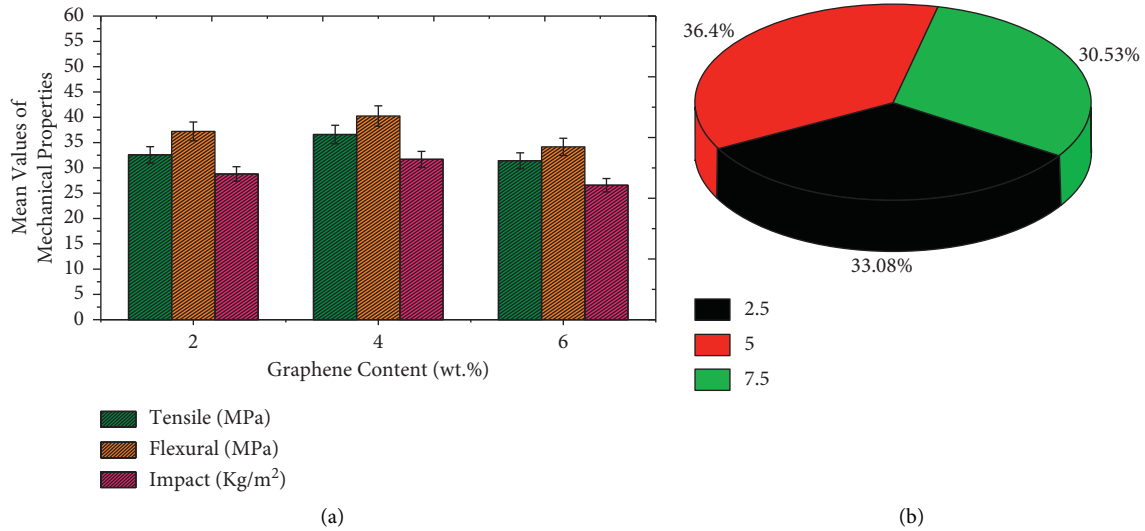 Mean Values of
Mechanical Properties
60
55
50
45
40
35
30
25
20
15
10
5
0
2
4
6
Graphene Content (wt.%)
Tensile (MPa)
Flexural (MPa)
Impact (Kg/m²)
(a)
36.4%
30.53%
33.08%
2.5
5
7.5
(b)